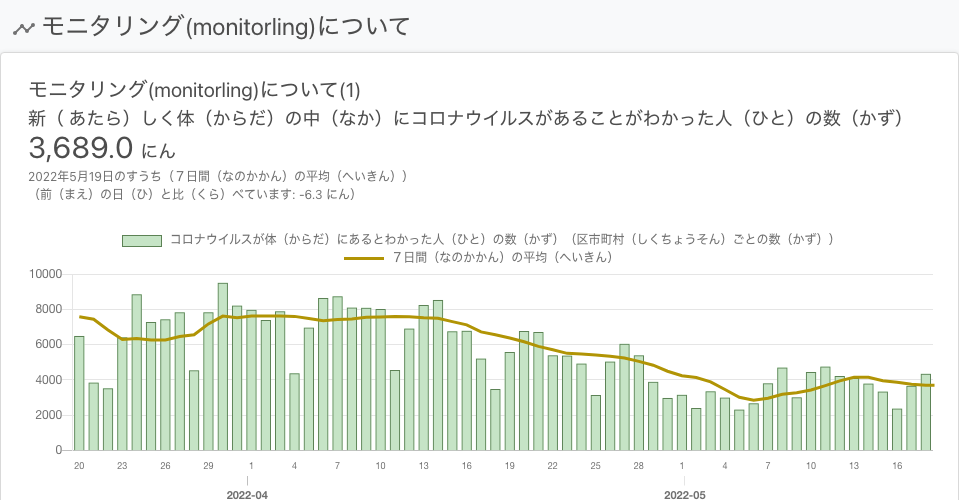 モニタリング(monitorling)について
モニタリング(monitorling)について(1)
新（ あたら）しく体（からだ）の中（なか）にコロナウイルスがあることがわかった人（ひと）の数（かず）
3,689.0 にん
2022年5月19日のすうち（７日間（なのかかん）の平均（へいきん））
（前（まえ）の日（ひ）と比（くら）べています: -6.3 にん）
コロナウイルスが体（からだ）にあるとわかった人（ひと）の数（かず）（区市町村（しくちょうそん）ごとの数（かず））
７日間（なのかかん）の平均（へいきん）
10000
8000
6000
4000
2000
0
20 23 26 29 1 4 7 10 13 16 19 22 25 28 1 4 7 10 13 16
2022-04 2022-05